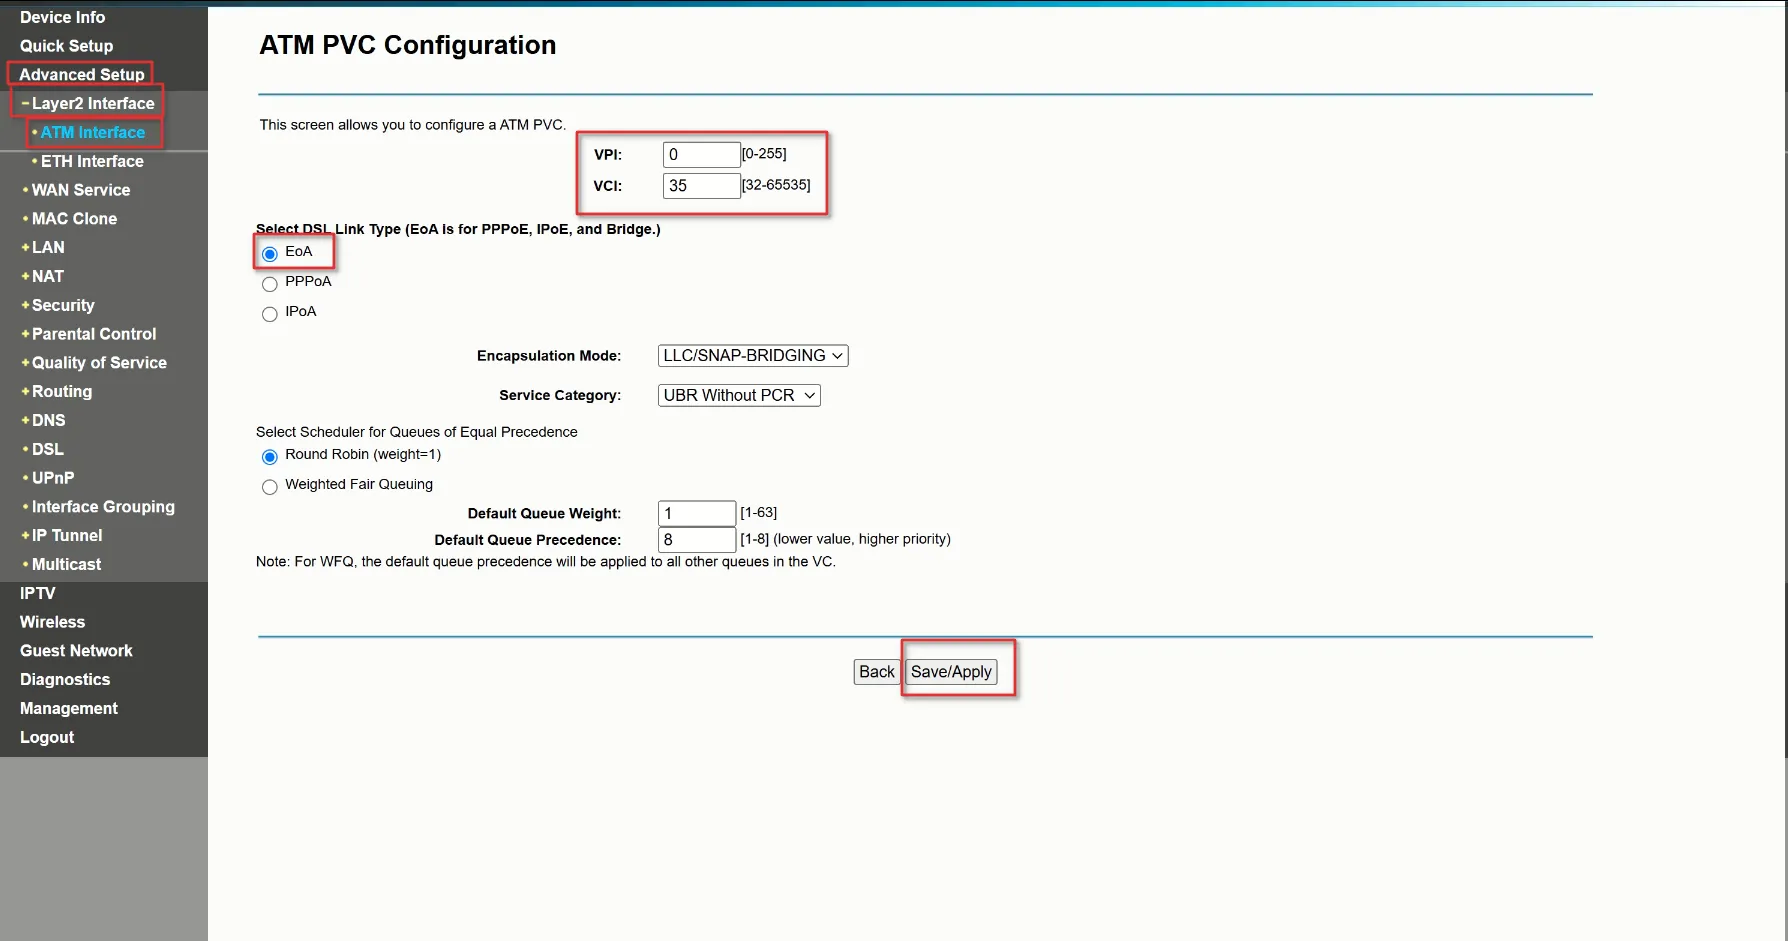 Device Info
Quick Setup
Advanced Setup
Layer2 Interface
ATM Interface
ETH Interface
WAN Service
MAC Clone
LAN
NAT
Security
Parental Control
Quality of Service
Routing
DNS
DSL
UPnP
Interface Grouping
IP Tunnel
Multicast
IPTV
Wireless
Guest Network
Diagnostics
Management
Logout
ATM PVC Configuration
This screen allows you to configure a ATM PVC.
VPI: 0 [0-255]
VCI: 35 [32-65535]
Select DSL Link Type (EoA is for PPPoE, IPoE, and Bridge.)
EoA
PPPoA
IPoA
Encapsulation Mode: LLC/SNAP-BRIDGING
Service Category: UBR Without PCR
Select Scheduler for Queues of Equal Precedence
Round Robin (weight=1)
Weighted Fair Queuing
Default Queue Weight: 1 [1-63]
Default Queue Precedence: 8 [1-8] (lower value, higher priority)
Note: For WFQ, the default queue precedence will be applied to all other queues in the VC.
Back Save/Apply